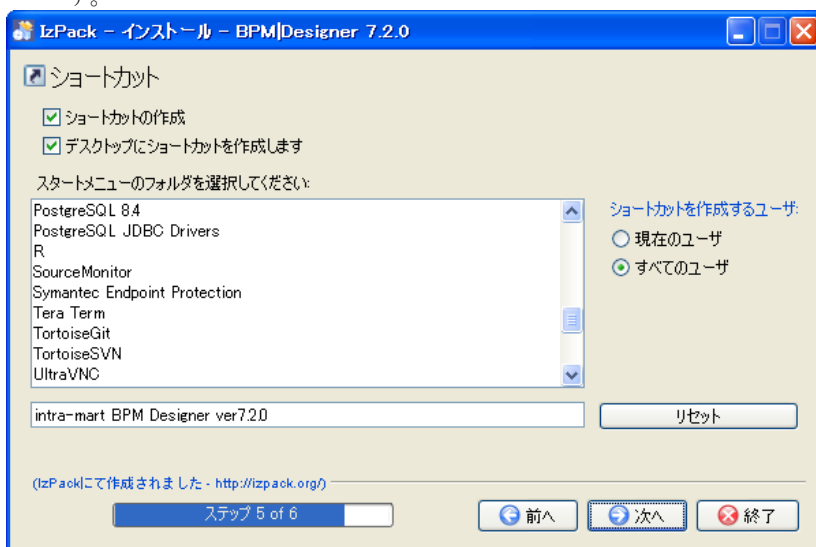 す。
IzPack - インストール - BPM|Designer 7.2.0
ショートカット
ショートカットの作成
デスクトップにショートカットを作成します
スタートメニューのフォルダを選択してください:
PostgreSQL 8.4
PostgreSQL JDBC Drivers
R
SourceMonitor
Symantec Endpoint Protection
Tera Term
TortoiseGit
TortoiseSVN
UltraVNC
ショートカットを作成するユーザ:
現在のユーザ
すべてのユーザ
intra-mart BPM Designer ver7.2.0
リセット
(IzPackにて作成されました - http://izpack.org/)
ステップ 5 of 6
前へ
次へ
終了